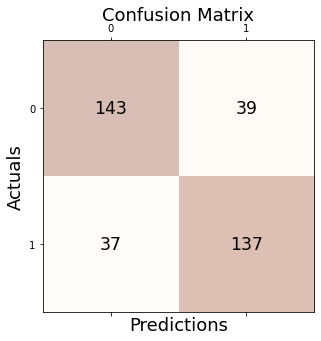 Confusion Matrix
0 1
0 143 39
Actuals
1 37 137
Predictions